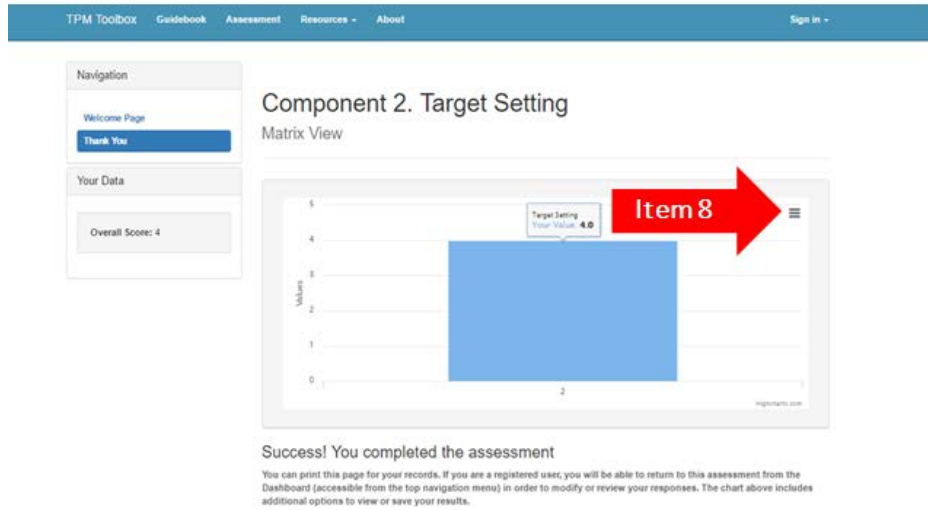 TPM Toolbox Guidebook Assessment Resources About Sign in
Navigation
Welcome Page
Thank You
Your Data
Overall Score: 4
Component 2. Target Setting
Matrix View
Item 8
Target Setting
Your Value: 4.0
5
4
3
2
1
0
Values
2
Highcharts.com
Success! You completed the assessment
You can print this page for your records. If you are a registered user, you will be able to return to this assessment from the
Dashboard (accessible from the top navigation menu) in order to modify or review your responses. The chart above includes
additional options to view or save your results.